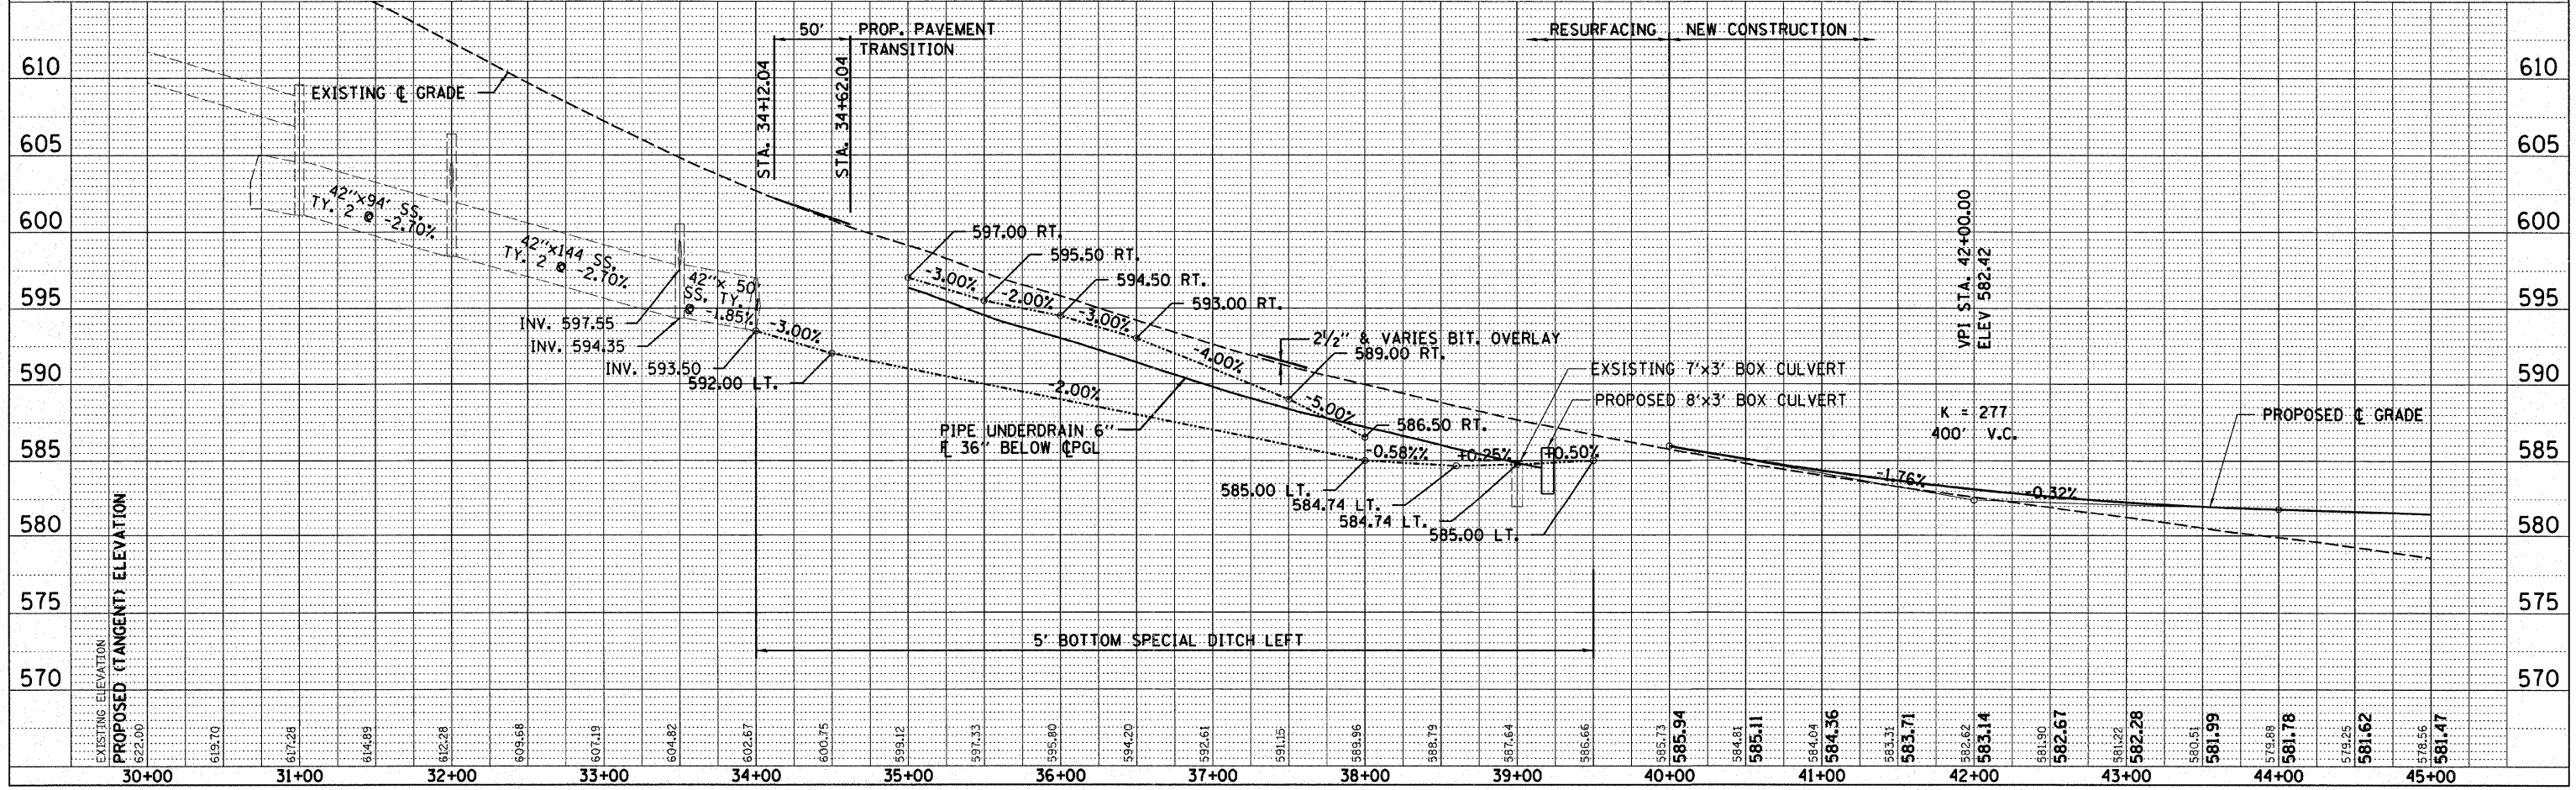 50' PROP. PAVEMENT
TRANSITION
RESURFACING NEW CONSTRUCTION
610 610
EXISTING ℄ GRADE
STA. 34+12.04
STA. 34+62.04
605 605
42"x94' SS.
TY. 2 @ -2.70%
600 600
42"x144 SS.
TY. 2 @ -2.70%
42"x 50'
SS. TY.
@ -1.85%
597.00 RT.
595.50 RT.
594.50 RT.
593.00 RT.
-3.00%
-2.00%
-3.00%
595 595
INV. 597.55
INV. 594.35
INV. 593.50
592.00 LT.
-3.00%
-4.00%
2½" & VARIES BIT. OVERLAY
589.00 RT.
VPI STA. 42+00.00
ELEV 582.42
590 590
EXSISTING 7'x3' BOX CULVERT
PROPOSED 8'x3' BOX CULVERT
-2.00%
-5.00%
586.50 RT.
K = 277
400' V.C.
PROPOSED ℄ GRADE
PIPE UNDERDRAIN 6"
36" BELOW ℄PGL
585 585
-0.58%%
+0.25%
+0.50%
-1.76%
-0.32%
585.00 LT.
584.74 LT.
584.74 LT.
585.00 LT.
580 580
575 575
5' BOTTOM SPECIAL DITCH LEFT
570 570
EXISTING ELEVATION
PROPOSED (TANGENT) ELEVATION
622.00
619.70
617.28
614.89
612.28
609.68
607.19
604.82
602.67
600.75
599.12
597.33
595.80
594.20
592.61
591.15
589.96
588.79
587.64
586.66
585.73
585.94
584.81
585.11
584.04
584.36
583.31
583.71
582.62
583.14
581.90
582.67
581.22
582.28
580.51
581.99
579.88
581.78
579.25
581.62
578.56
581.47
30+00 31+00 32+00 33+00 34+00 35+00 36+00 37+00 38+00 39+00 40+00 41+00 42+00 43+00 44+00 45+00